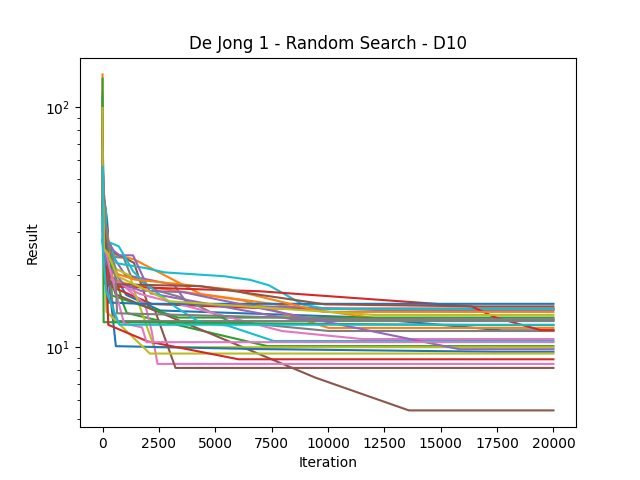 De Jong 1 - Random Search - D10
10²
Result
10¹
0 2500 5000 7500 10000 12500 15000 17500 20000
Iteration